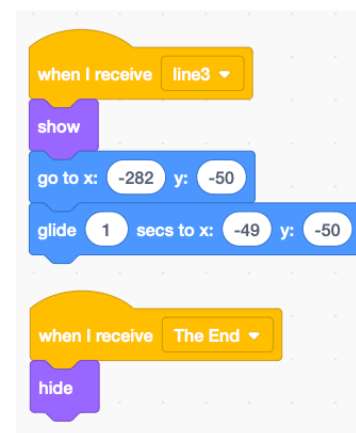 when I receive line3
show
go to x: -282 y: -50
glide 1 secs to x: -49 y: -50
when I receive The End
hide